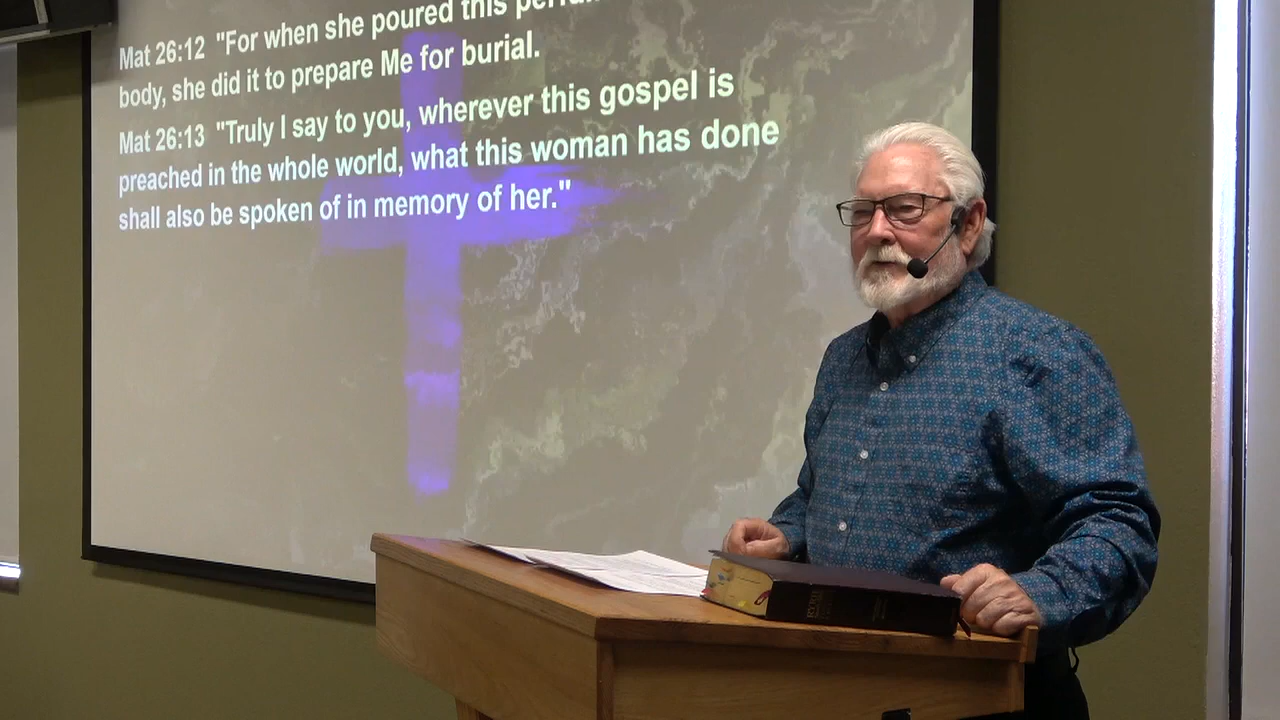 Mat 26:12 "For when she poured this
body, she did it to prepare Me for burial.
Mat 26:13 "Truly I say to you, wherever this gospel is
preached in the whole world, what this woman has done
shall also be spoken of in memory of her."